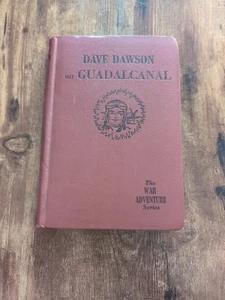 DAVE DAWSON
on GUADALCANAL
The
WAR
ADVENTURE
Series